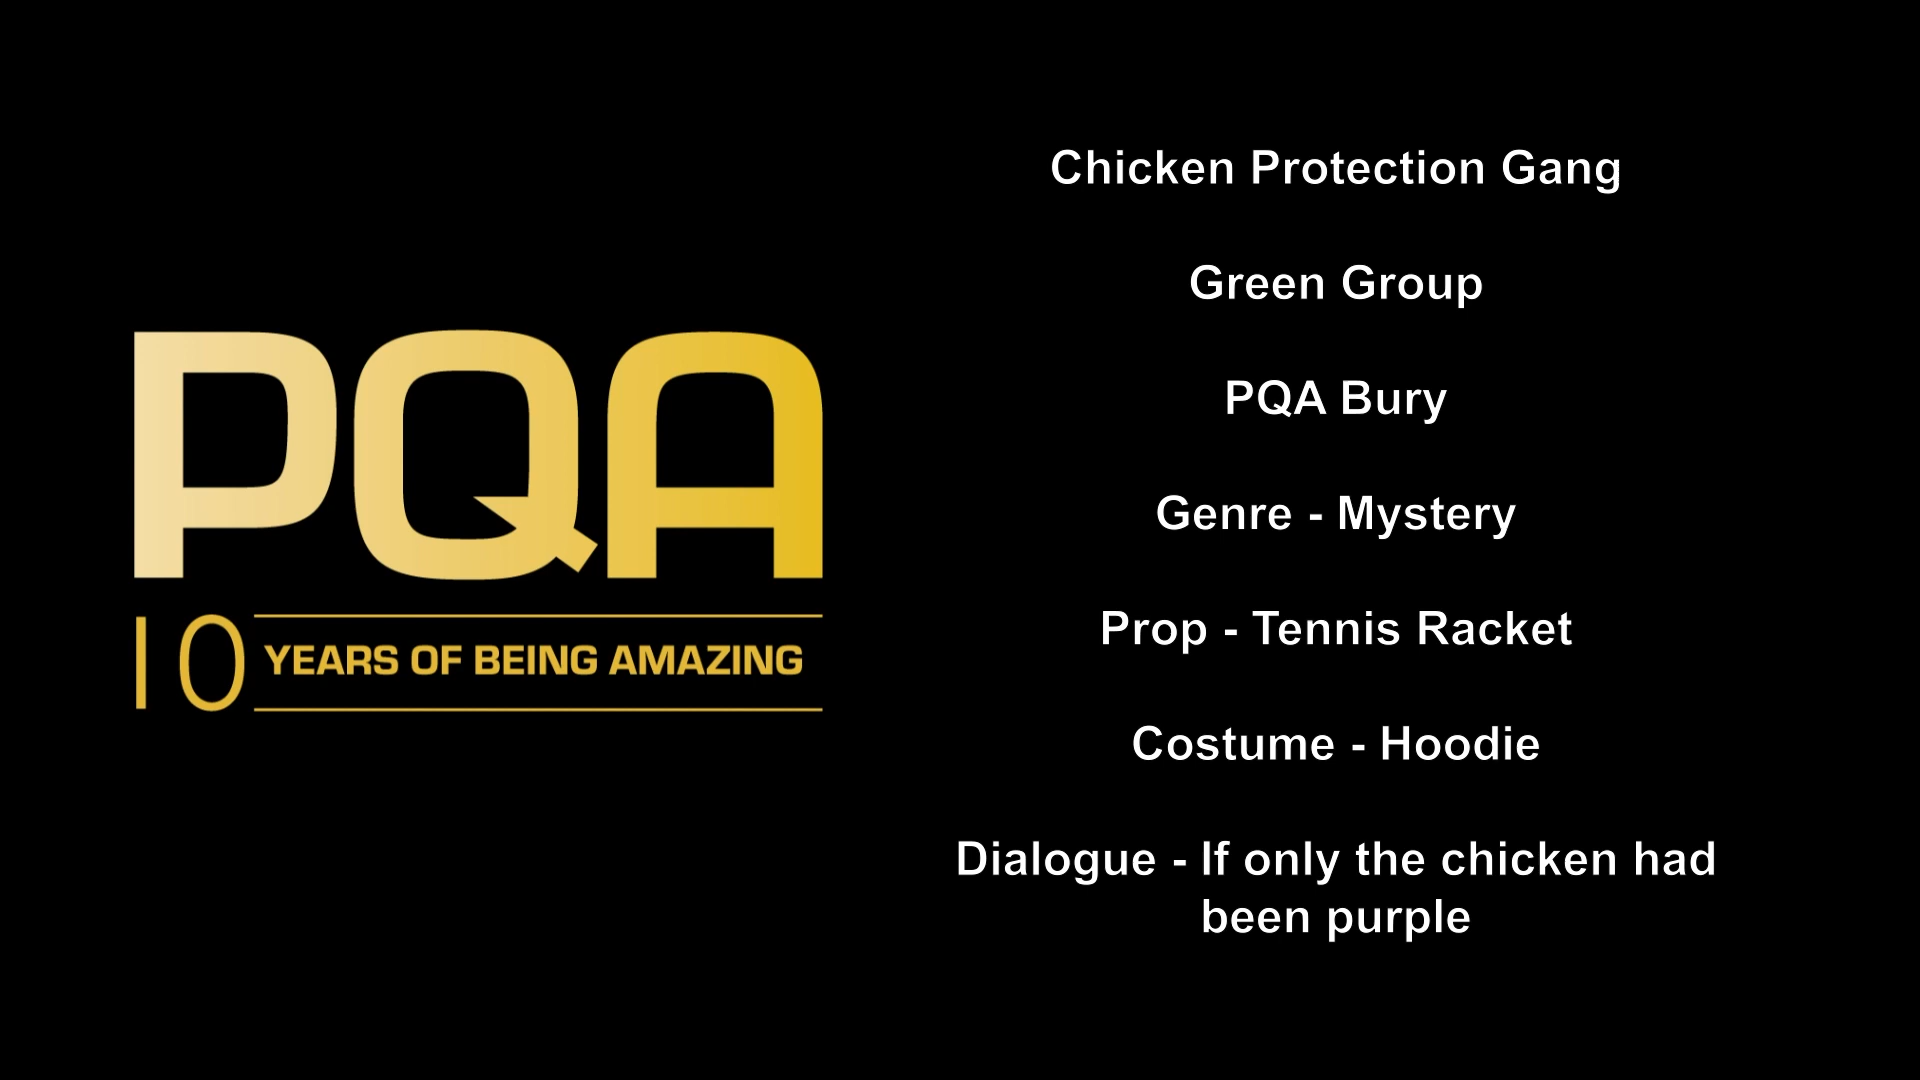 PQA
10 YEARS OF BEING AMAZING
Chicken Protection Gang
Green Group
PQA Bury
Genre - Mystery
Prop - Tennis Racket
Costume - Hoodie
Dialogue - If only the chicken had
been purple